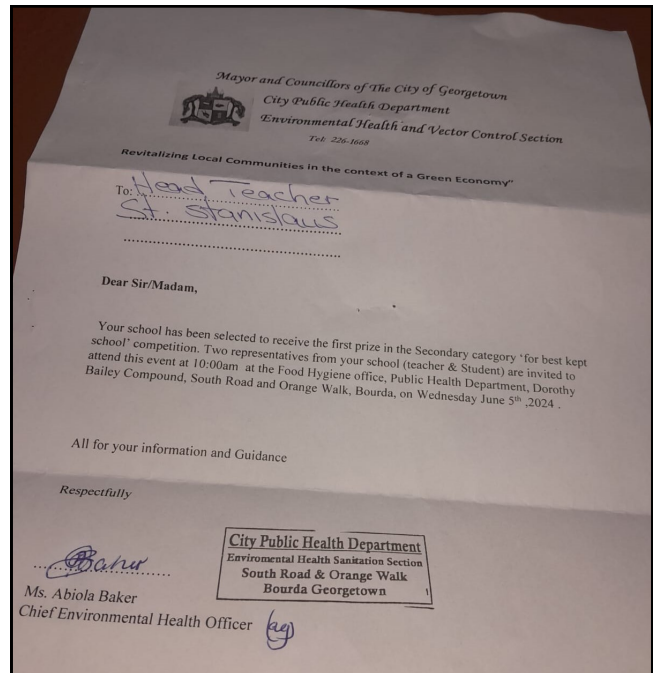 Mayor and Councillors of The City of Georgetown
City Public Health Department
Environmental Health and Vector Control Section
Tel: 226-1668
Revitalizing Local Communities in the context of a Green Economy"
To: Head Teacher
St. Stanislaus
Dear Sir/Madam,
Your school has been selected to receive the first prize in the Secondary category 'for best kept
school' competition. Two representatives from your school (teacher & Student) are invited to
attend this event at 10:00am at the Food Hygiene office, Public Health Department, Dorothy
Bailey Compound, South Road and Orange Walk, Bourda, on Wednesday June 5th ,2024 .
All for your information and Guidance
Respectfully
Baker
City Public Health Department
Enviromental Health Sanitation Section
South Road & Orange Walk
Bourda Georgetown
1
Ms. Abiola Baker
Chief Environmental Health Officer (ag)